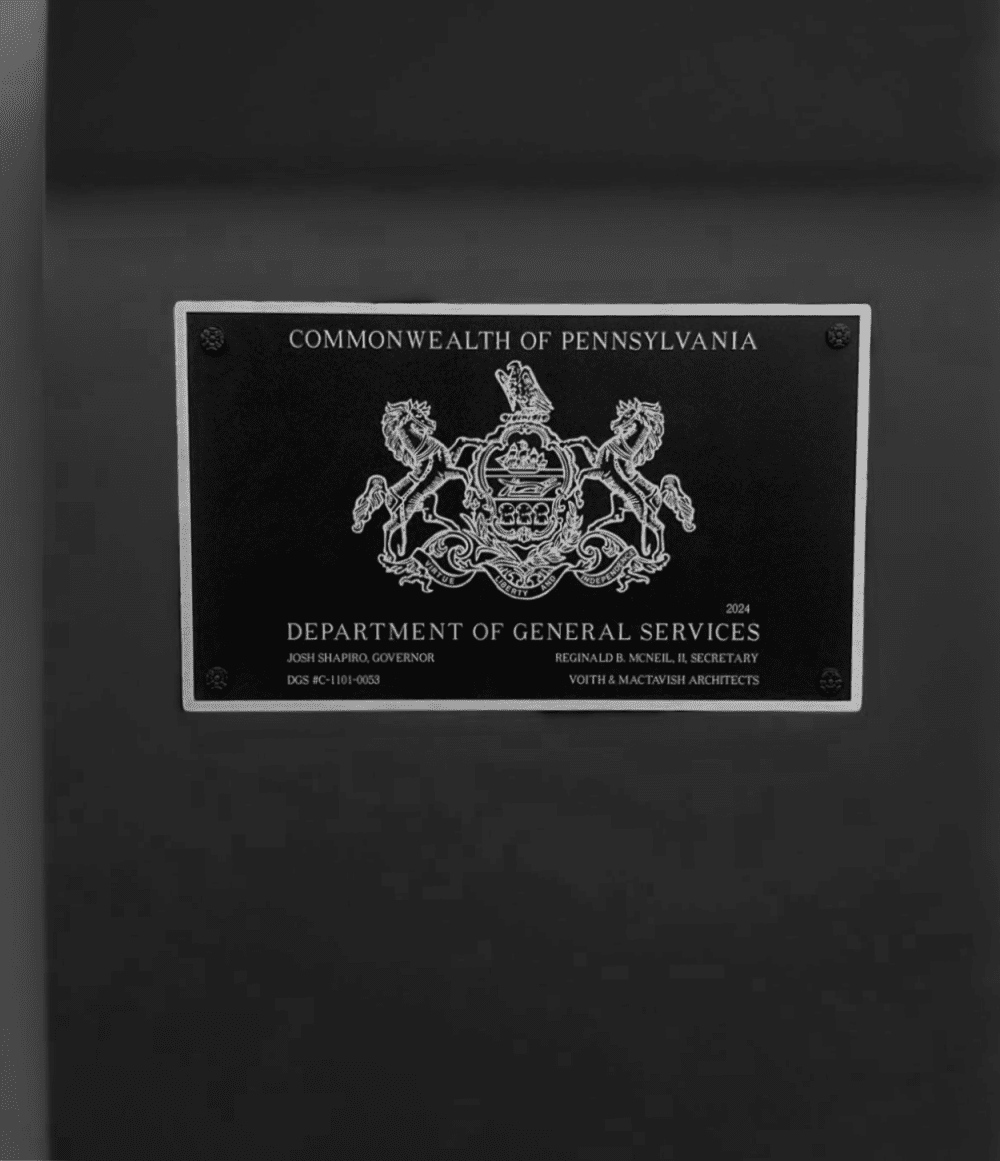 COMMONWEALTH OF PENNSYLVANIA
VIRTUE LIBERTY AND INDEPENDENCE
2024
DEPARTMENT OF GENERAL SERVICES
JOSH SHAPIRO, GOVERNOR REGINALD B. MCNEIL, II, SECRETARY
DGS #C-1101-0053 VOITH & MACTAVISH ARCHITECTS